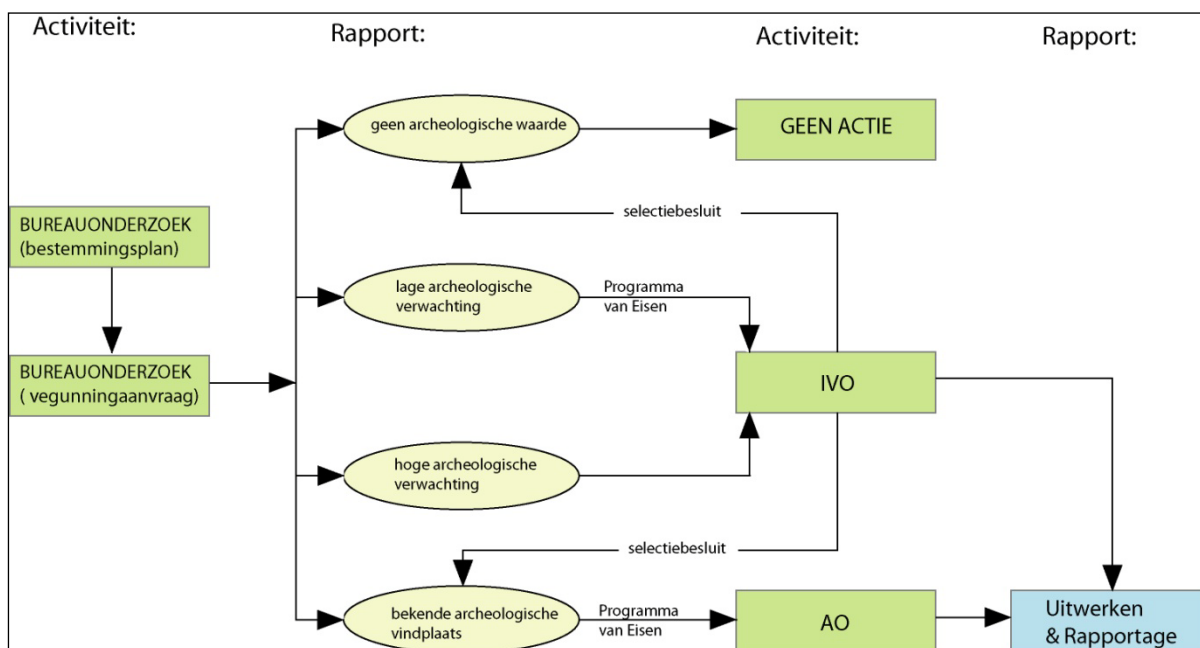 Activiteit:
Rapport:
Activiteit:
Rapport:
geen archeologische waarde
GEEN ACTIE
selectiebesluit
BUREAUONDERZOEK
(bestemmingsplan)
lage archeologische
verwachting
Programma
van Eisen
BUREAUONDERZOEK
( vegunningaanvraag)
IVO
hoge archeologische
verwachting
selectiebesluit
bekende archeologische
vindplaats
Programma
van Eisen
AO
Uitwerken
& Rapportage